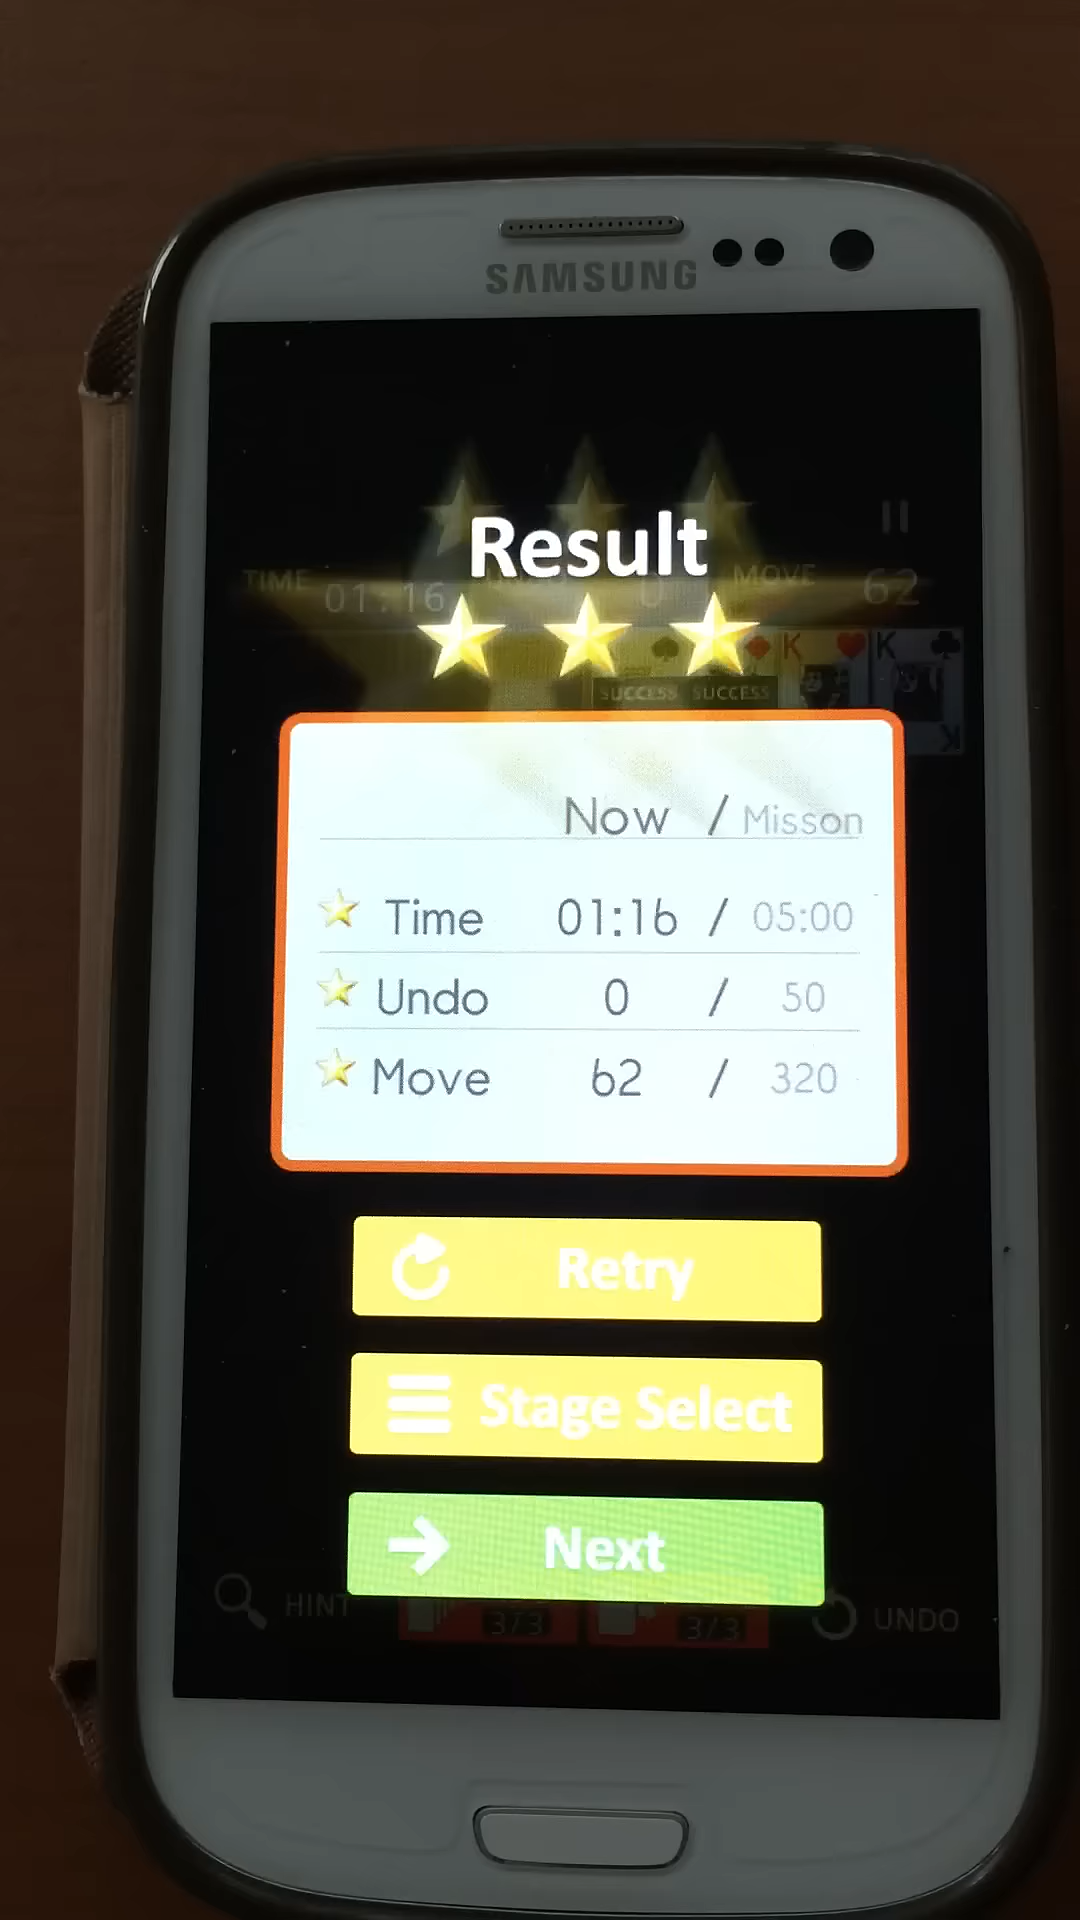 SAMSUNG
Result
TIME 01:16 0 MOVE 62
K K
SUCCESS SUCCESS
K
Now / Misson
Time 01:16 / 05:00
Undo 0 / 50
Move 62 / 320
Retry
Stage Select
Next
HINT 3/3 3/3 UNDO